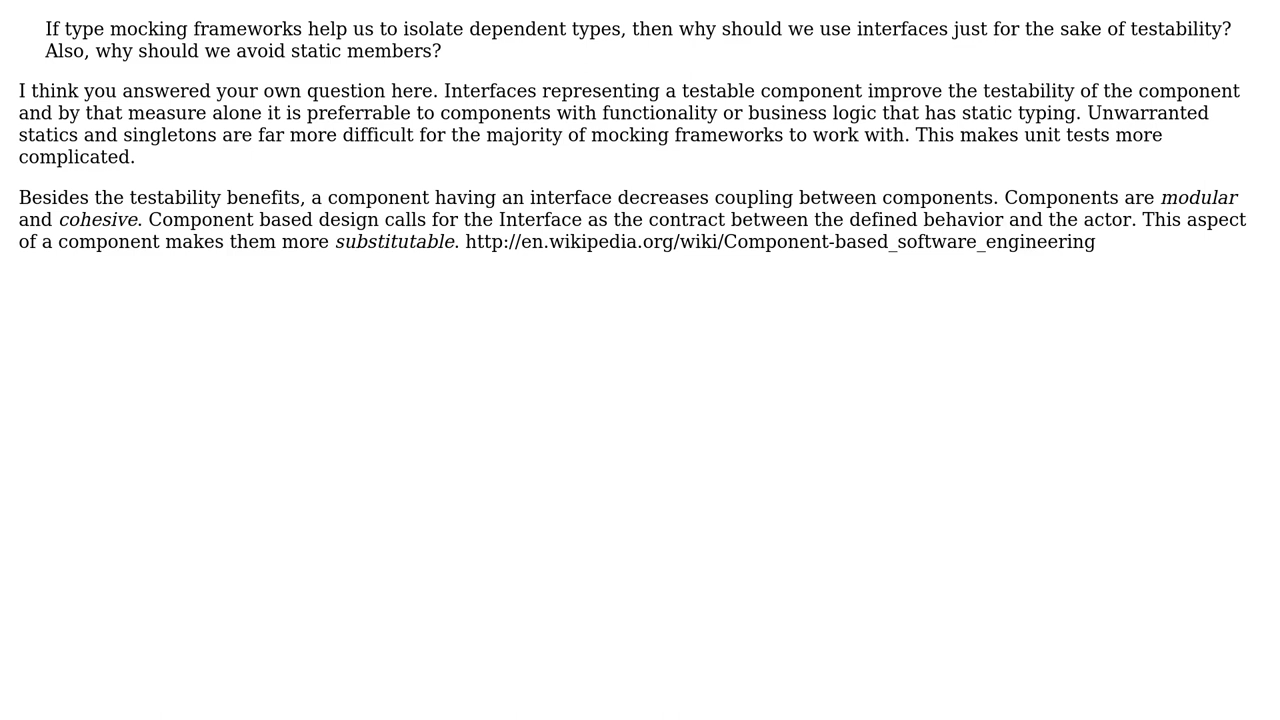 If type mocking frameworks help us to isolate dependent types, then why should we use interfaces just for the sake of testability?
Also, why should we avoid static members?
I think you answered your own question here. Interfaces representing a testable component improve the testability of the component
and by that measure alone it is preferrable to components with functionality or business logic that has static typing. Unwarranted
statics and singletons are far more difficult for the majority of mocking frameworks to work with. This makes unit tests more
complicated.
Besides the testability benefits, a component having an interface decreases coupling between components. Components are modular
and cohesive. Component based design calls for the Interface as the contract between the defined behavior and the actor. This aspect
of a component makes them more substitutable. http://en.wikipedia.org/wiki/Component-based_software_engineering